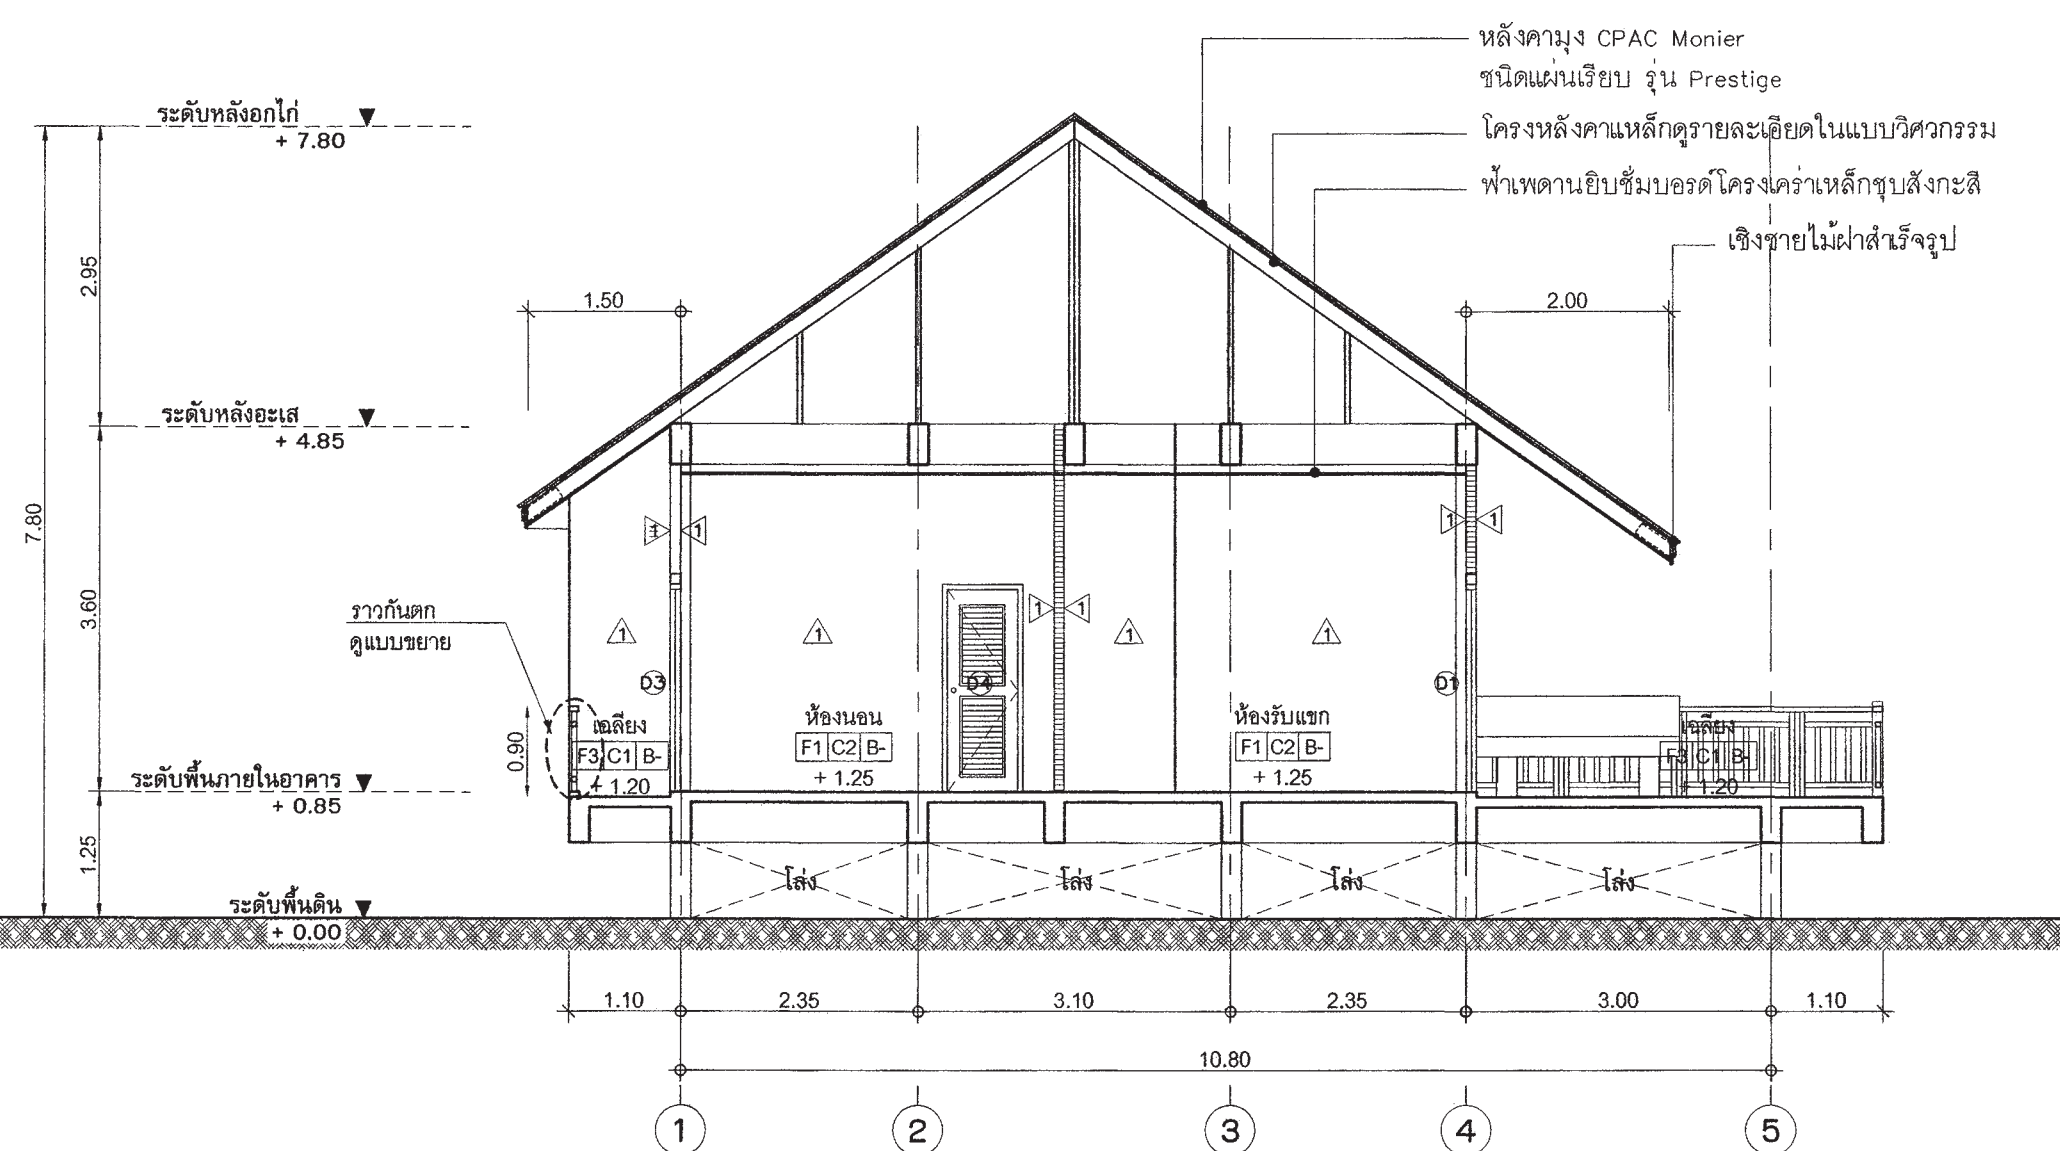 หลังคามุง CPAC Monier
ชนิดแผ่นเรียบ รุ่น Prestige
โครงหลังคาเหล็กดูรายละเอียดในแบบวิศวกรรม
ฟ้าเพดานยิบซั่มบอรด์โครงเคร่าเหล็กชุบสังกะสี
เชิงชายไม้ฝาสำเร็จรูป
ระดับหลังอกไก่
+ 7.80
2.95
1.50
2.00
ระดับหลังอะเส
+ 4.85
7.80
3.60
1 1
1 1
1 1
ราวกันตก
ดูแบบขยาย
1 1 1 1
D3 D4 D1
0.90
เฉลียง
F3 C1 B-
+ 1.20
ห้องนอน
F1 C2 B-
+ 1.25
ห้องรับแขก
F1 C2 B-
+ 1.25
เฉลียง
F3 C1 B-
+ 1.20
ระดับพื้นภายในอาคาร
+ 0.85
1.25
โล่ง โล่ง โล่ง โล่ง
ระดับพื้นดิน
+ 0.00
1.10 2.35 3.10 2.35 3.00 1.10
10.80
1 2 3 4 5